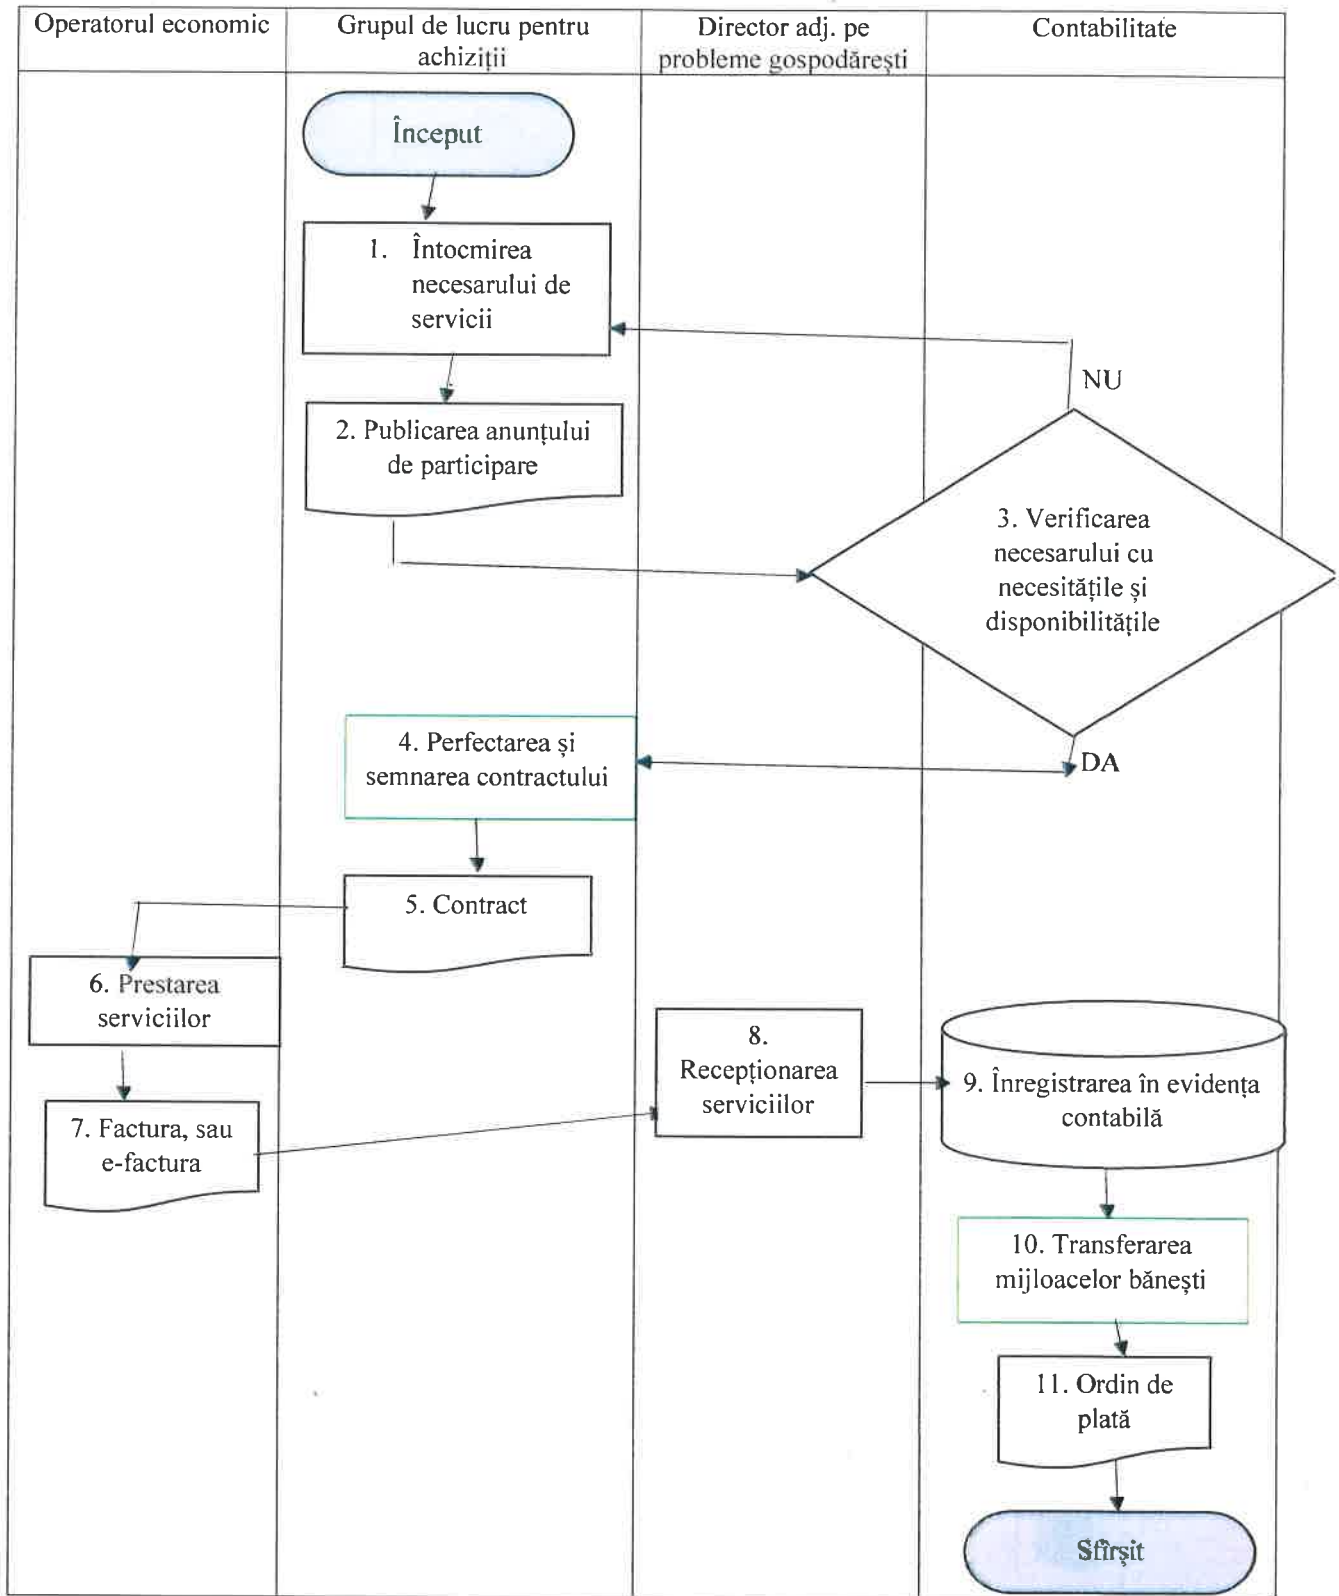 Operatorul economic
Grupul de lucru pentru
achiziții
Director adj. pe
probleme gospodărești
Contabilitate
Început
1. Întocmirea
necesarului de
servicii
2. Publicarea anunțului
de participare
NU
3. Verificarea
necesarului cu
necesitățile și
disponibilitățile
DA
4. Perfectarea și
semnarea contractului
5. Contract
6. Prestarea
serviciilor
7. Factura, sau
e-factura
8.
Recepționarea
serviciilor
9. Înregistrarea în evidența
contabilă
10. Transferarea
mijloacelor bănești
11. Ordin de
plată
Sfîrșit